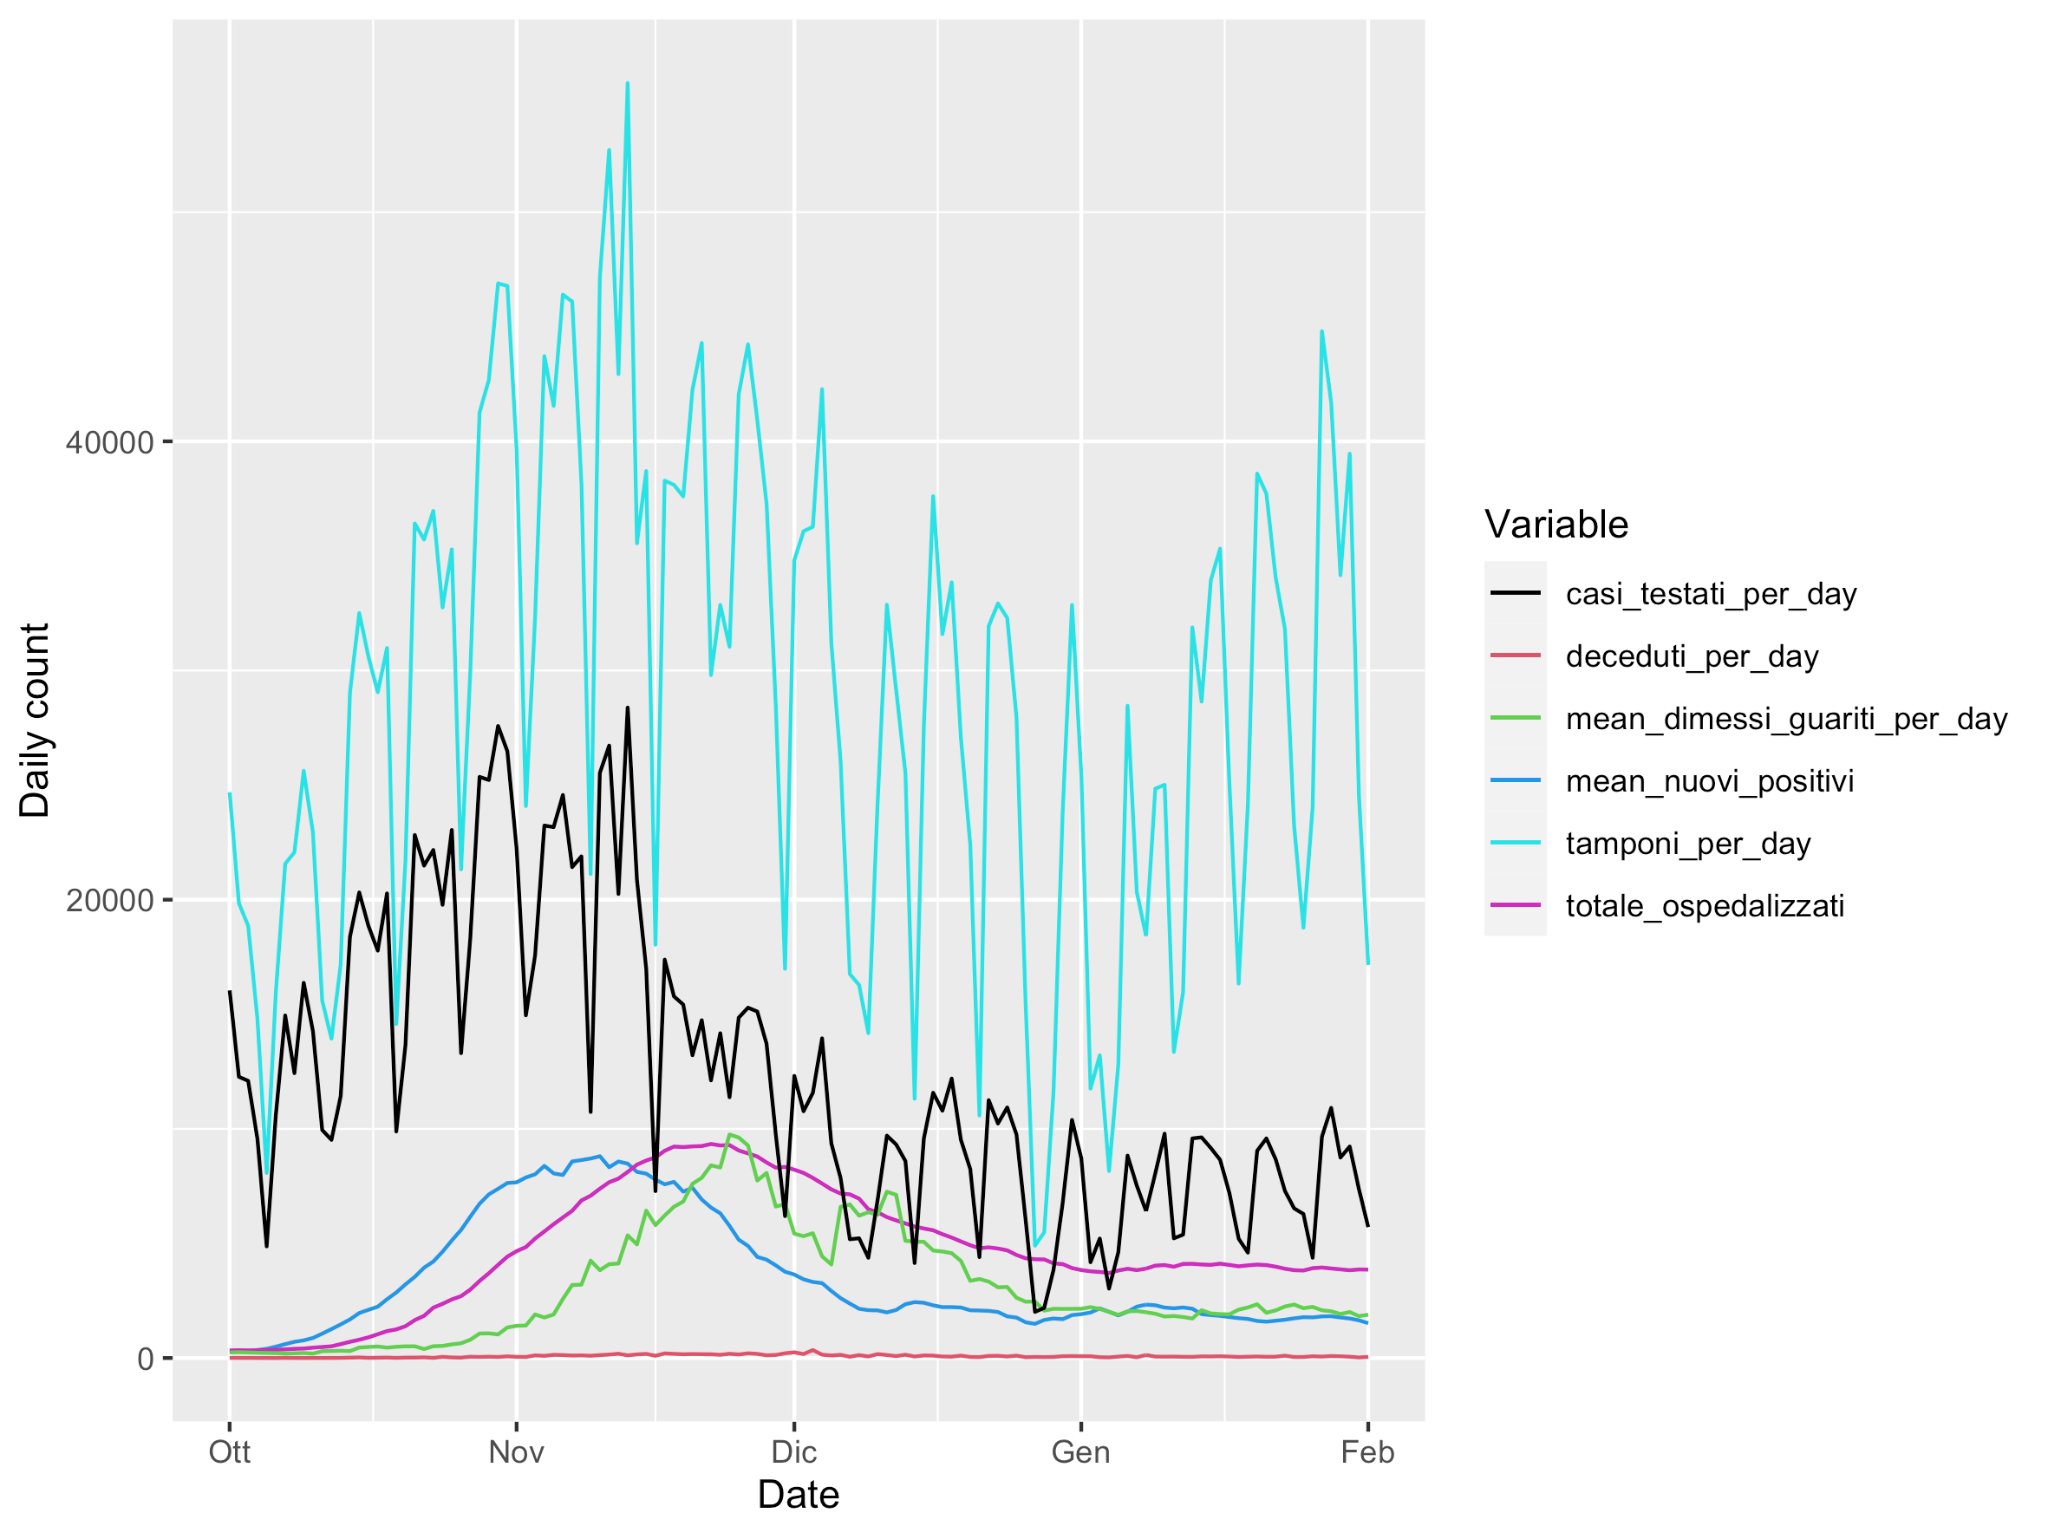 Daily count
40000
20000
0
Ott
Nov
Dic
Gen
Feb
Date
Variable
casi_testati_per_day
deceduti_per_day
mean_dimessi_guariti_per_day
mean_nuovi_positivi
tamponi_per_day
totale_ospedalizzati